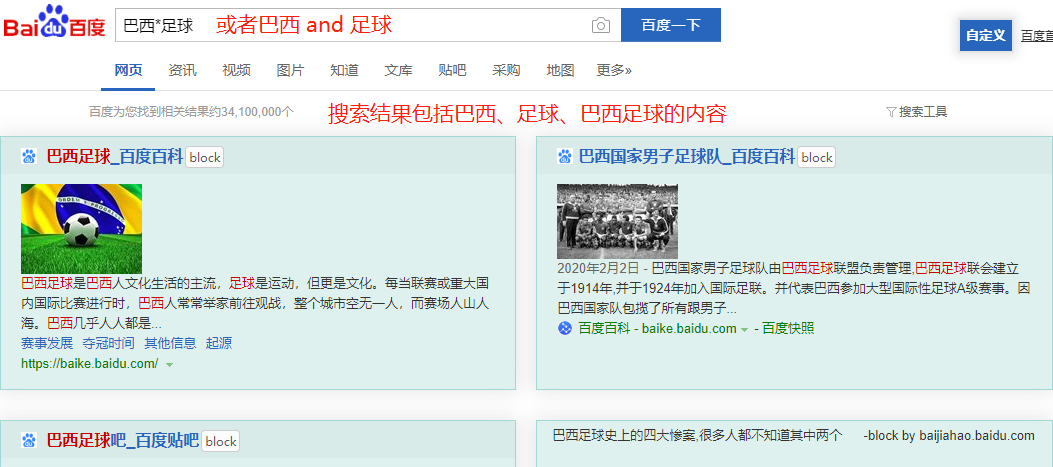 Bai du 百度 巴西*足球 或者巴西 and 足球 百度一下 自定义 百度首
网页 资讯 视频 图片 知道 文库 贴吧 采购 地图 更多»
百度为您找到相关结果约34,100,000个 搜索结果包括巴西、足球、巴西足球的内容 搜索工具
巴西足球_百度百科 block
ORDEM E PROGRESSO
巴西足球是巴西人文化生活的主流，足球是运动，但更是文化。每当联赛或重大国
内国际比赛进行时，巴西人常常举家前往观战，整个城市空无一人，而赛场人山人
海。巴西几乎人人都是...
赛事发展 夺冠时间 其他信息 起源
https://baike.baidu.com/
巴西国家男子足球队_百度百科 block
2020年2月2日 - 巴西国家男子足球队由巴西足球联盟负责管理,巴西足球联会建立
于1914年,并于1924年加入国际足联。并代表巴西参加大型国际性足球A级赛事。因
巴西国家队包揽了所有跟男子...
百度百科 - baike.baidu.com - 百度快照
巴西足球吧_百度贴吧 block
巴西足球史上的四大惨案,很多人都不知道其中两个 -block by baijiahao.baidu.com